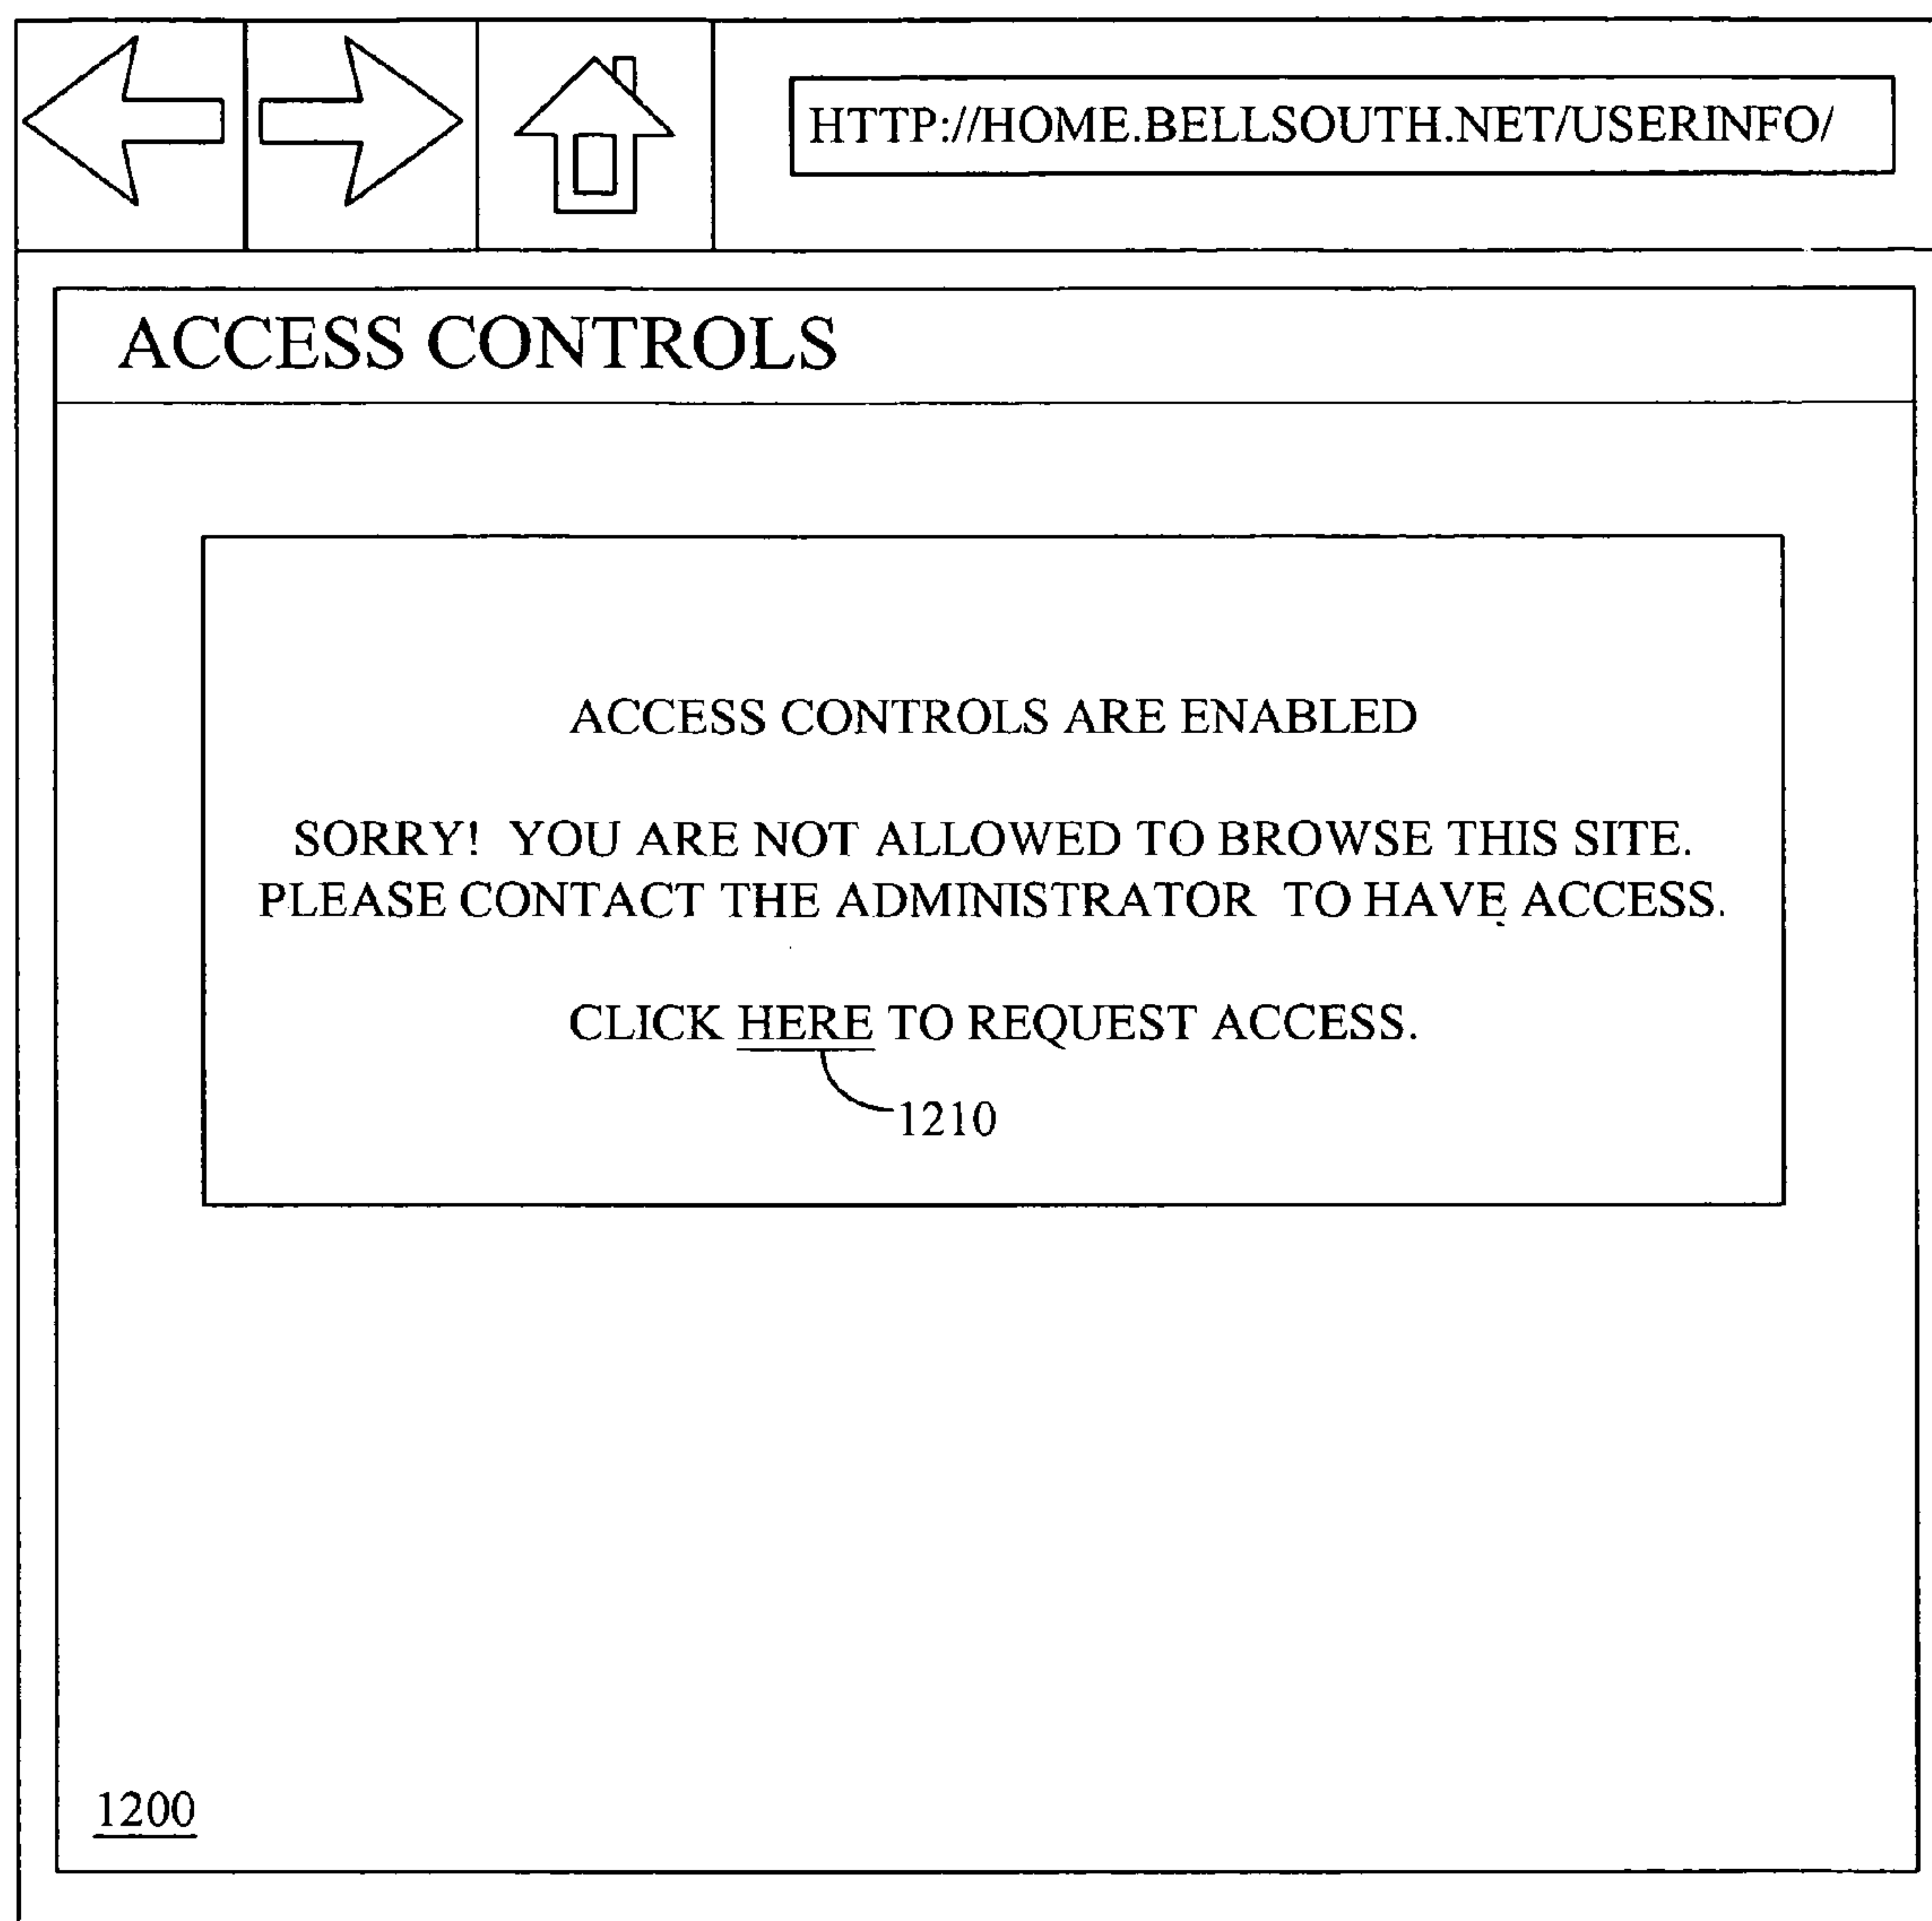 HTTP://HOME.BELLSOUTH.NET/USERINFO/
ACCESS CONTROLS
ACCESS CONTROLS ARE ENABLED
SORRY! YOU ARE NOT ALLOWED TO BROWSE THIS SITE.
PLEASE CONTACT THE ADMINISTRATOR TO HAVE ACCESS.
CLICK HERE TO REQUEST ACCESS.
1210
1200